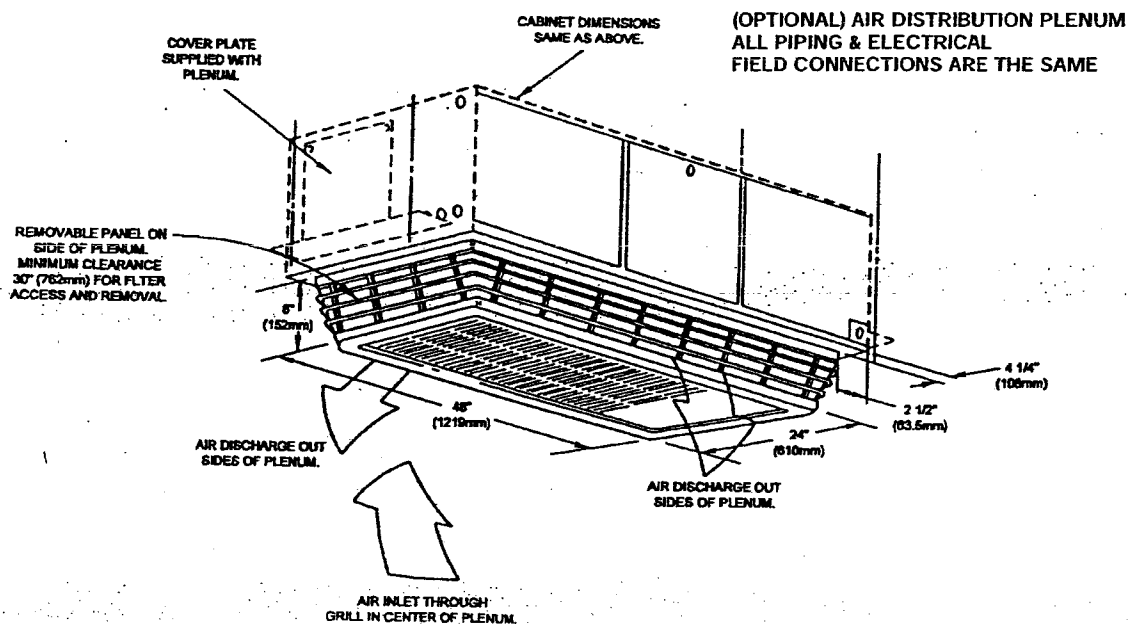 (OPTIONAL) AIR DISTRIBUTION PLENUM
ALL PIPING & ELECTRICAL
FIELD CONNECTIONS ARE THE SAME
CABINET DIMENSIONS
SAME AS ABOVE.
COVER PLATE
SUPPLIED WITH
PLENUM.
REMOVABLE PANEL ON
SIDE OF PLENUM.
MINIMUM CLEARANCE
30" (762mm) FOR FLTER
ACCESS AND REMOVAL
6"
(152mm)
48"
(1219mm)
4 1/4"
(108mm)
2 1/2"
(63.5mm)
24"
(610mm)
AIR DISCHARGE OUT
SIDES OF PLENUM.
AIR DISCHARGE OUT
SIDES OF PLENUM.
AIR INLET THROUGH
GRILL IN CENTER OF PLENUM.